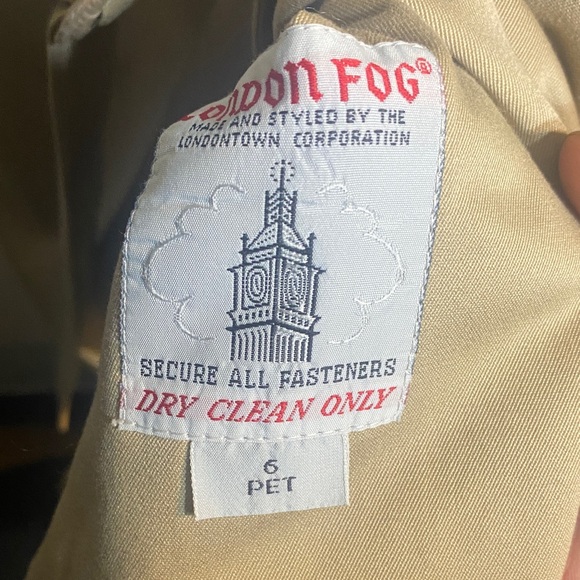 LONDON FOG®
MADE AND STYLED BY THE
LONDONTOWN CORPORATION
SECURE ALL FASTENERS
DRY CLEAN ONLY
6
PET